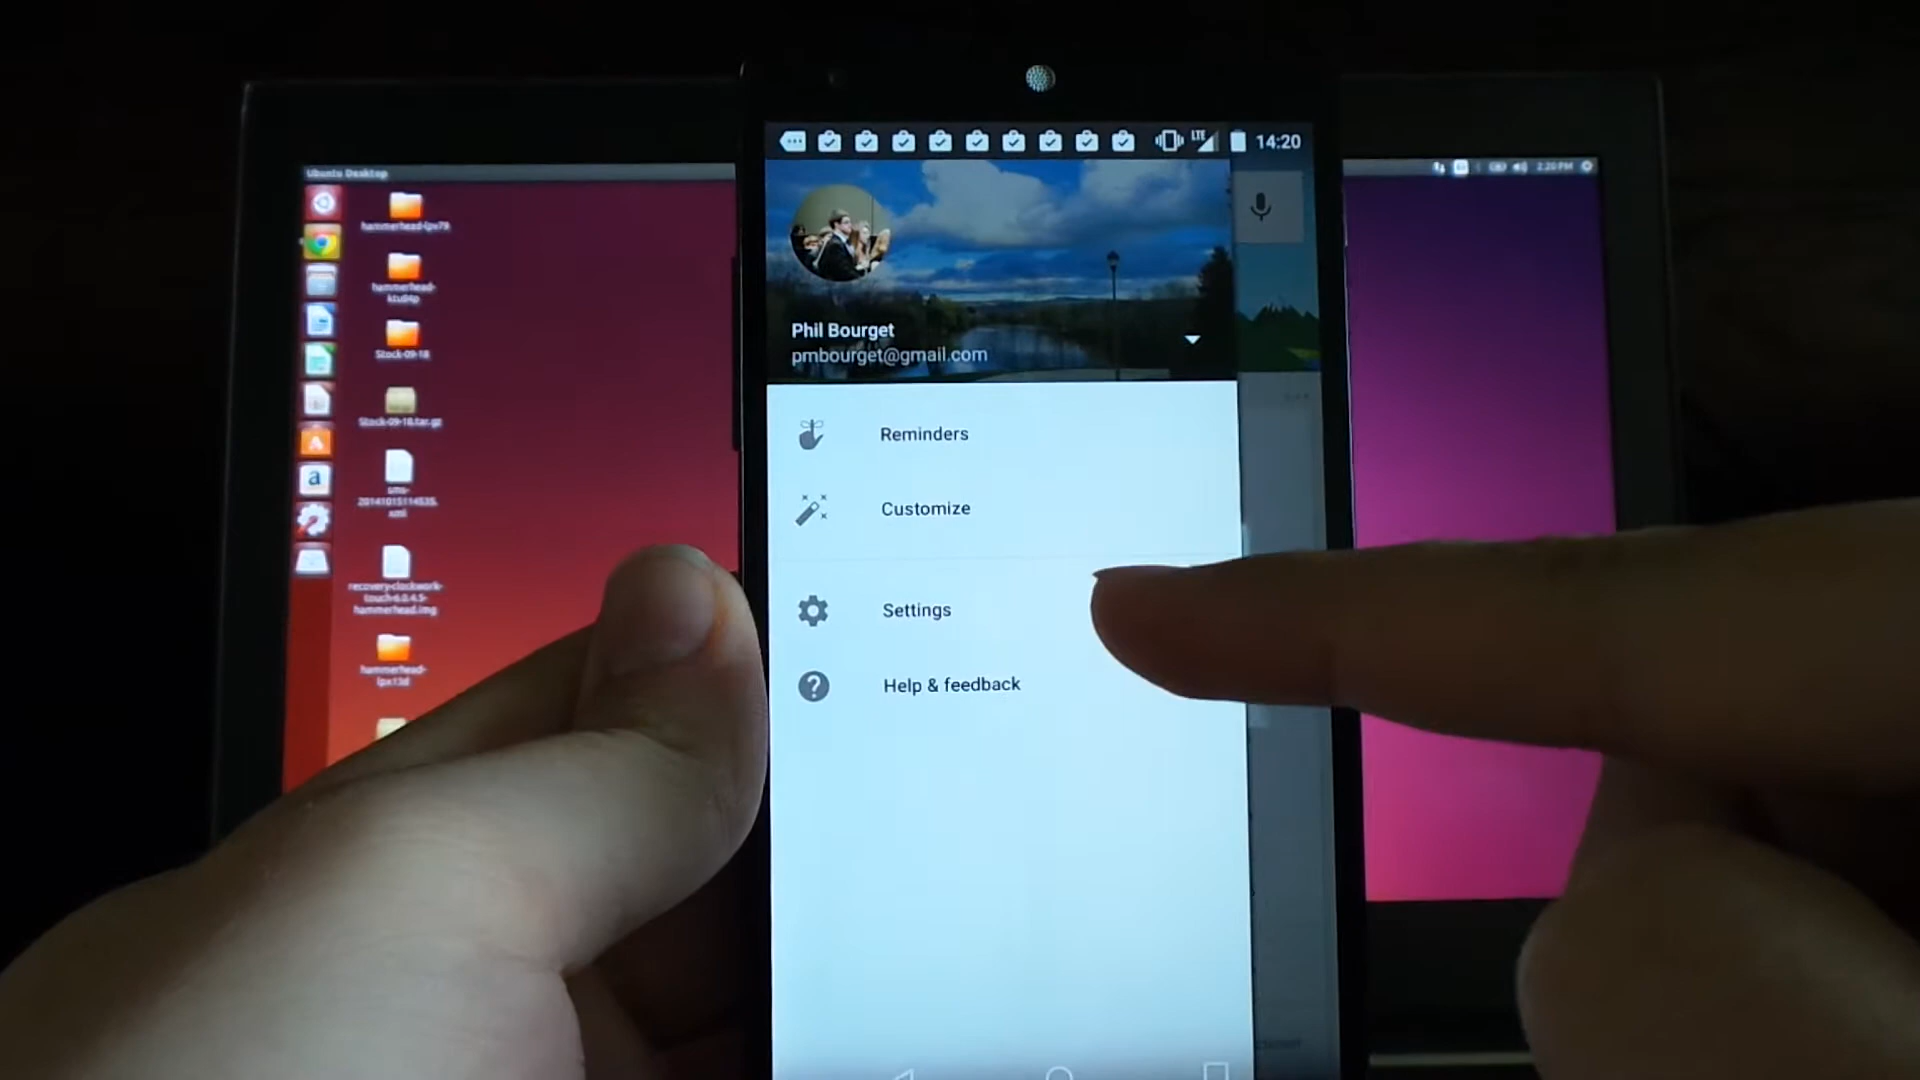 Ubuntu Desktop
hammerhead-lpv79
hammerhead-
ktu84p
Stock-09-18
Stock-09-18.tar.gz
sms-
20141015114535.
xml
recovery-clockwork-
touch-6.0.4.5-
hammerhead.img
hammerhead-
lpx13d
LTE
14:20
Phil Bourget
pmbourget@gmail.com
Reminders
Customize
Settings
Help & feedback
2:20 PM